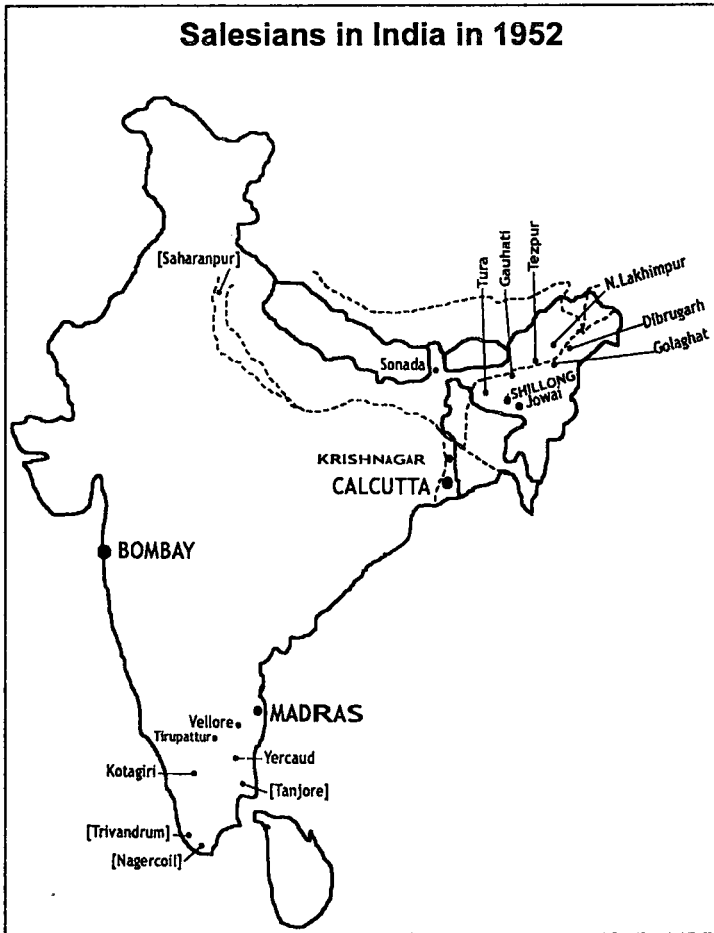 Salesians in India in 1952
[Saharanpur]
Tura
Gauhati
Tezpur
N.Lakhimpur
Dibrugarh
Golaghat
Sonada
SHILLONG
Jowai
KRISHNAGAR
CALCUTTA
BOMBAY
MADRAS
Vellore
Tirupattur
Yercaud
Kotagiri
[Tanjore]
[Trivandrum]
[Nagercoil]